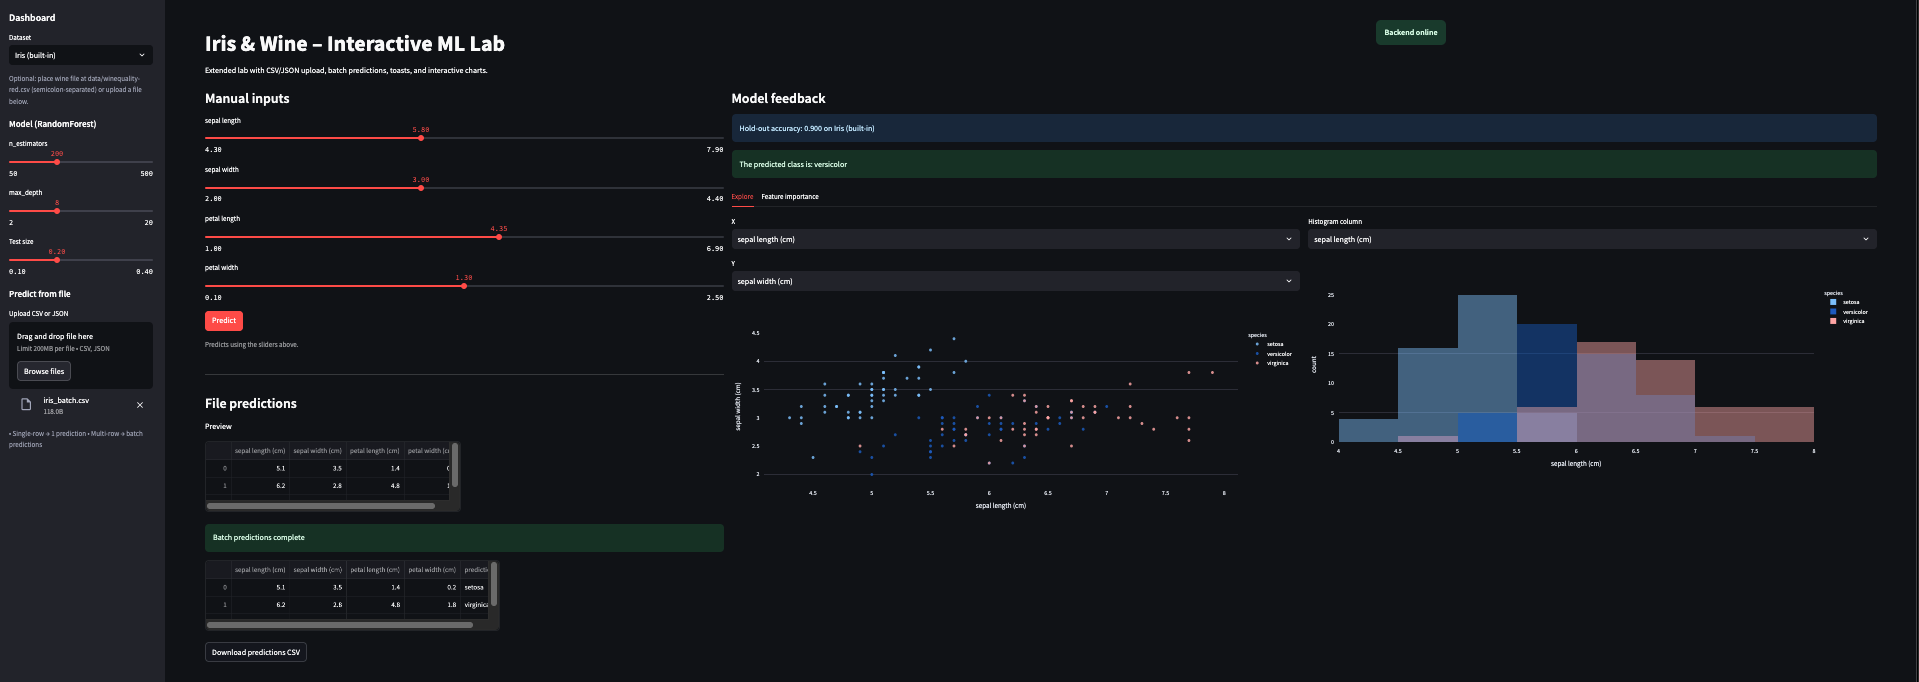 Dashboard
Dataset
Iris (built-in)
Optional: place wine file at data/winequality-
red.csv (semicolon-separated) or upload a file
below.
Model (RandomForest)
n_estimators
200
50 500
max_depth
8
2 20
Test size
0.20
0.10 0.40
Predict from file
Upload CSV or JSON
Drag and drop file here
Limit 200MB per file • CSV, JSON
Browse files
iris_batch.csv
118.0B
• Single-row → 1 prediction • Multi-row → batch
predictions
Backend online
Iris & Wine – Interactive ML Lab
Extended lab with CSV/JSON upload, batch predictions, toasts, and interactive charts.
Manual inputs
sepal length
5.80
4.30 7.90
sepal width
3.00
2.00 4.40
petal length
4.35
1.00 6.90
petal width
1.30
0.10 2.50
Predict
Predicts using the sliders above.
File predictions
Preview
sepal length (cm) sepal width (cm) petal length (cm) petal width (c
0 5.1 3.5 1.4
1 6.2 2.8 4.8
Batch predictions complete
sepal length (cm) sepal width (cm) petal length (cm) petal width (cm) predicti
0 5.1 3.5 1.4 0.2 setosa
1 6.2 2.8 4.8 1.8 virginica
Download predictions CSV
Model feedback
Hold-out accuracy: 0.900 on Iris (built-in)
The predicted class is: versicolor
Explore Feature importance
X
sepal length (cm)
Y
sepal width (cm)
species
setosa
versicolor
virginica
4.5
4
3.5
3
2.5
2
sepal width (cm)
4.5 5 5.5 6 6.5 7 7.5 8
sepal length (cm)
Histogram column
sepal length (cm)
species
setosa
versicolor
virginica
25
20
15
10
5
0
count
4 4.5 5 5.5 6 6.5 7 7.5 8
sepal length (cm)